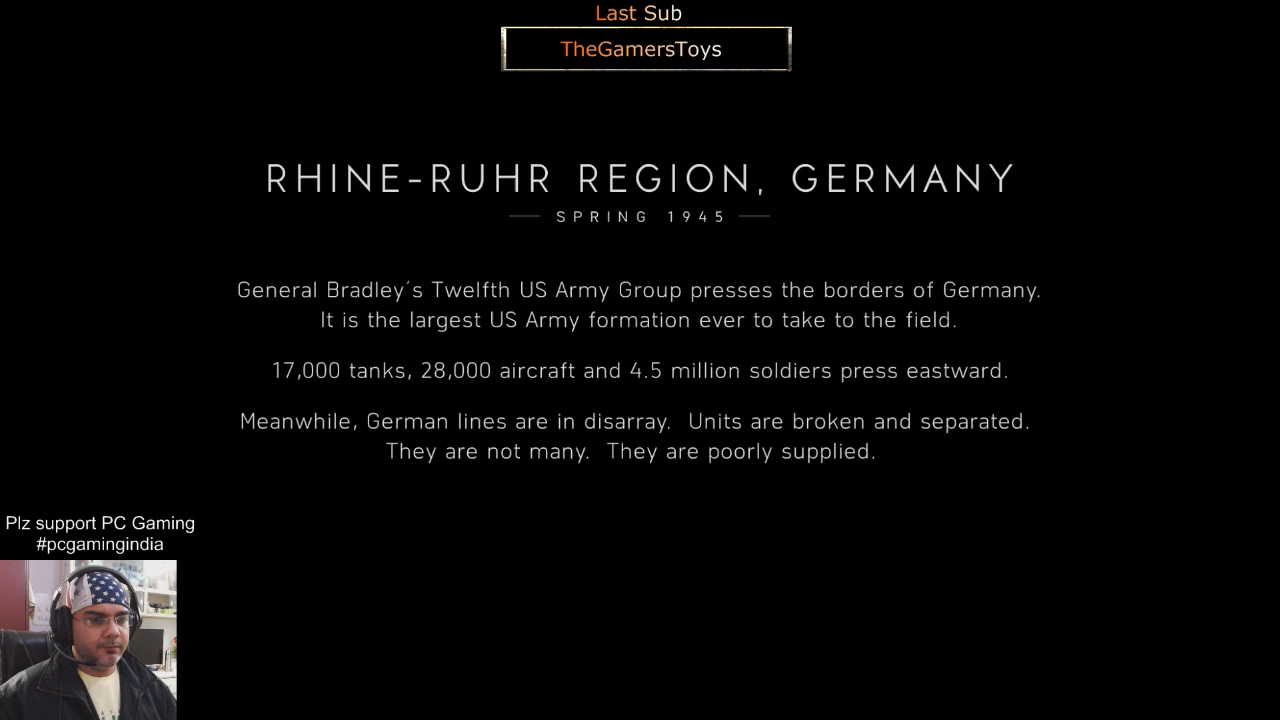 Last Sub
TheGamersToys
RHINE-RUHR REGION, GERMANY
SPRING 1945
General Bradley´s Twelfth US Army Group presses the borders of Germany.
It is the largest US Army formation ever to take to the field.
17,000 tanks, 28,000 aircraft and 4.5 million soldiers press eastward.
Meanwhile, German lines are in disarray.  Units are broken and separated.
They are not many.  They are poorly supplied.
Plz support PC Gaming
#pcgamingindia